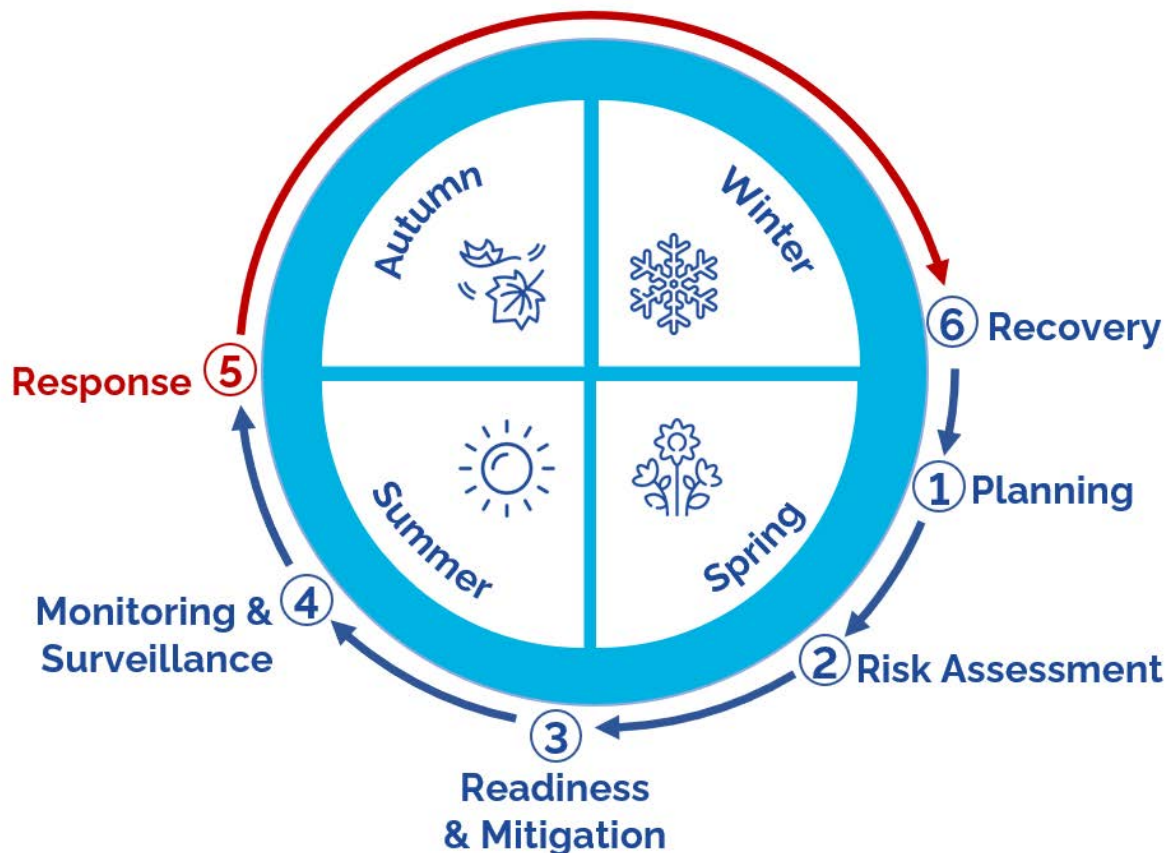 Autumn
Winter
6 Recovery
Response 5
1 Planning
Summer
Spring
Monitoring & 4
Surveillance
2 Risk Assessment
3
Readiness
& Mitigation